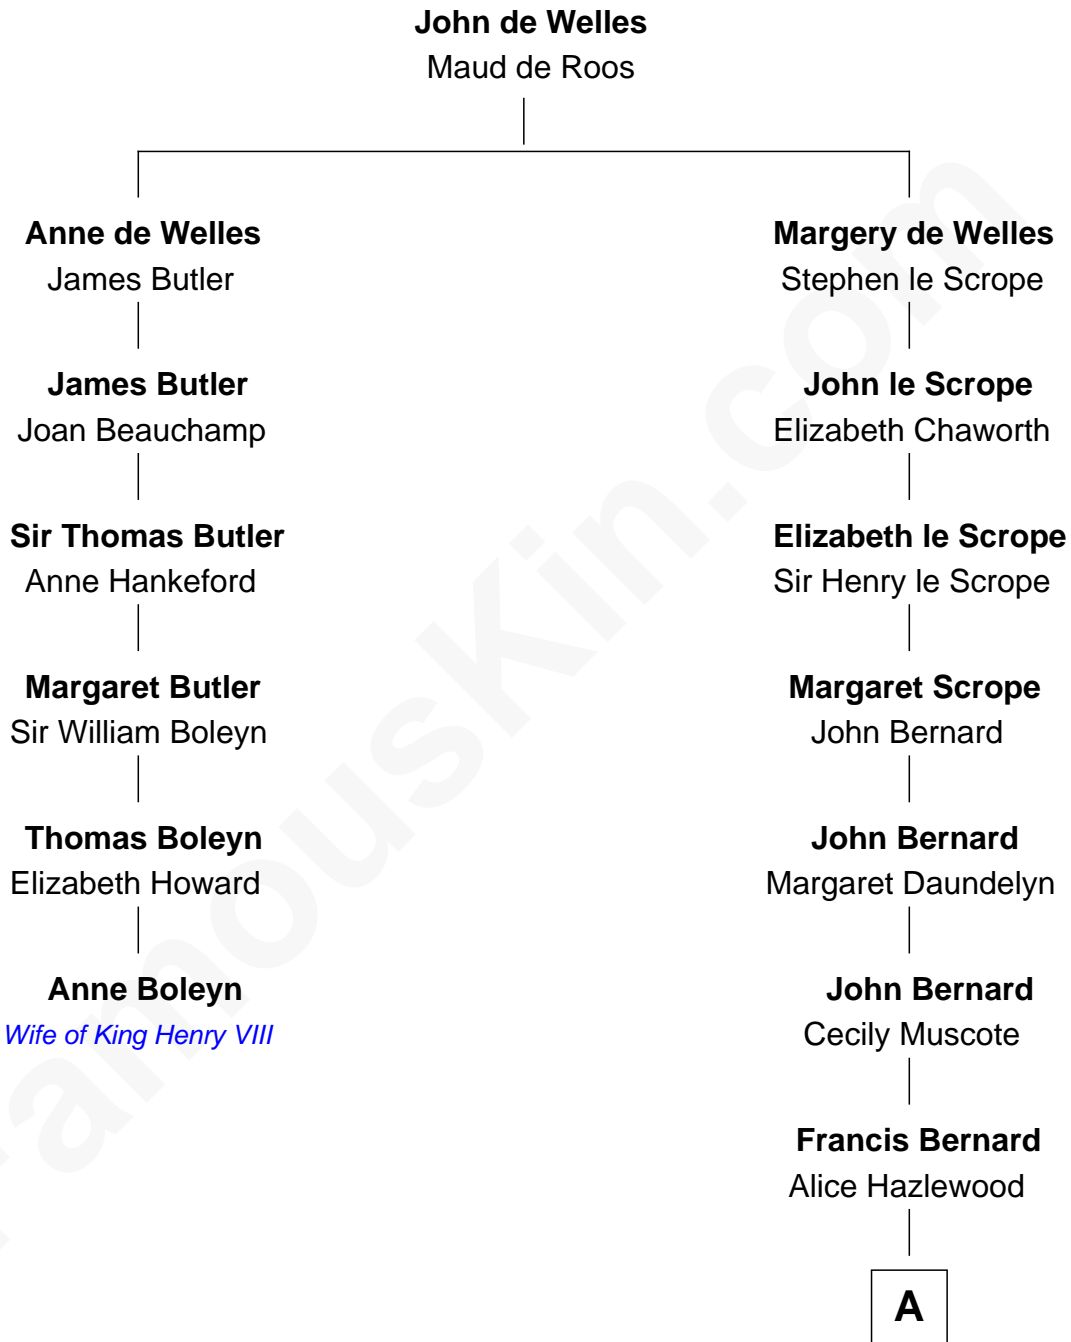 John de Welles
Maud de Roos
Anne de Welles
James Butler
Margery de Welles
Stephen le Scrope
James Butler
Joan Beauchamp
John le Scrope
Elizabeth Chaworth
Sir Thomas Butler
Anne Hankeford
Elizabeth le Scrope
Sir Henry le Scrope
Margaret Butler
Sir William Boleyn
Margaret Scrope
John Bernard
Thomas Boleyn
Elizabeth Howard
John Bernard
Margaret Daundelyn
Anne Boleyn
Wife of King Henry VIII
John Bernard
Cecily Muscote
Francis Bernard
Alice Hazlewood
A
FamousKin.com